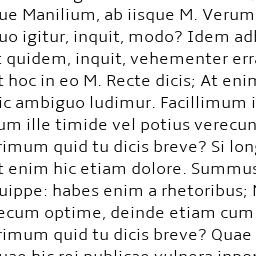 ue Manilium, ab iisque M. Verum
uo igitur, inquit, modo? Idem adh
t quidem, inquit, vehementer erra
t hoc in eo M. Recte dicis; At enim
ic ambiguo ludimur. Facillimum i
um ille timide vel potius verecun
rimum quid tu dicis breve? Si long
t enim hic etiam dolore. Summus
uippe: habes enim a rhetoribus; N
ecum optime, deinde etiam cum
rimum quid tu dicis breve? Quae